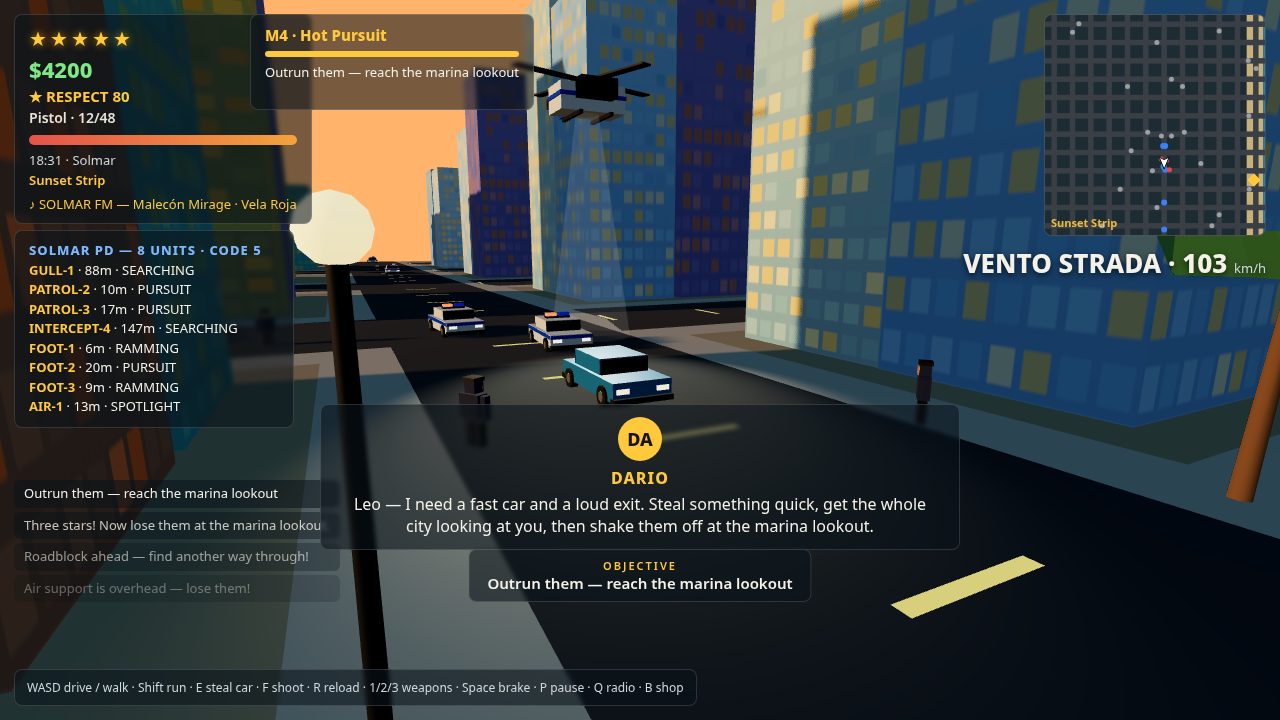 ★★★★★
$4200
★ RESPECT 80
Pistol · 12/48
18:31 · Solmar
Sunset Strip
♪ SOLMAR FM — Malecón Mirage · Vela Roja
M4 · Hot Pursuit
Outrun them — reach the marina lookout
SOLMAR PD — 8 UNITS · CODE 5
GULL-1 · 88m · SEARCHING
PATROL-2 · 10m · PURSUIT
PATROL-3 · 17m · PURSUIT
INTERCEPT-4 · 147m · SEARCHING
FOOT-1 · 6m · RAMMING
FOOT-2 · 20m · PURSUIT
FOOT-3 · 9m · RAMMING
AIR-1 · 13m · SPOTLIGHT
Sunset Strip
VENTO STRADA · 103 km/h
Outrun them — reach the marina lookout
Three stars! Now lose them at the marina lookou
Roadblock ahead — find another way through!
Air support is overhead — lose them!
DA
DARIO
Leo — I need a fast car and a loud exit. Steal something quick, get the whole
city looking at you, then shake them off at the marina lookout.
OBJECTIVE
Outrun them — reach the marina lookout
WASD drive / walk · Shift run · E steal car · F shoot · R reload · 1/2/3 weapons · Space brake · P pause · Q radio · B shop